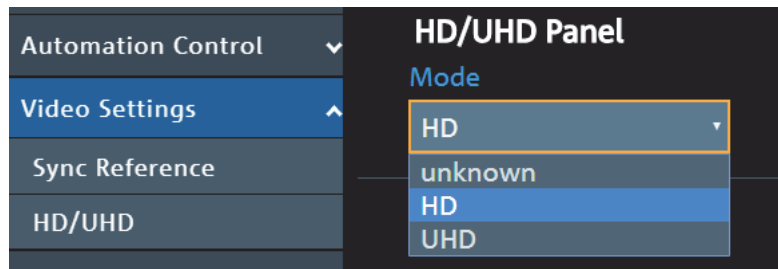 Automation Control
Video Settings
Sync Reference
HD/UHD
HD/UHD Panel
Mode
HD
unknown
HD
UHD